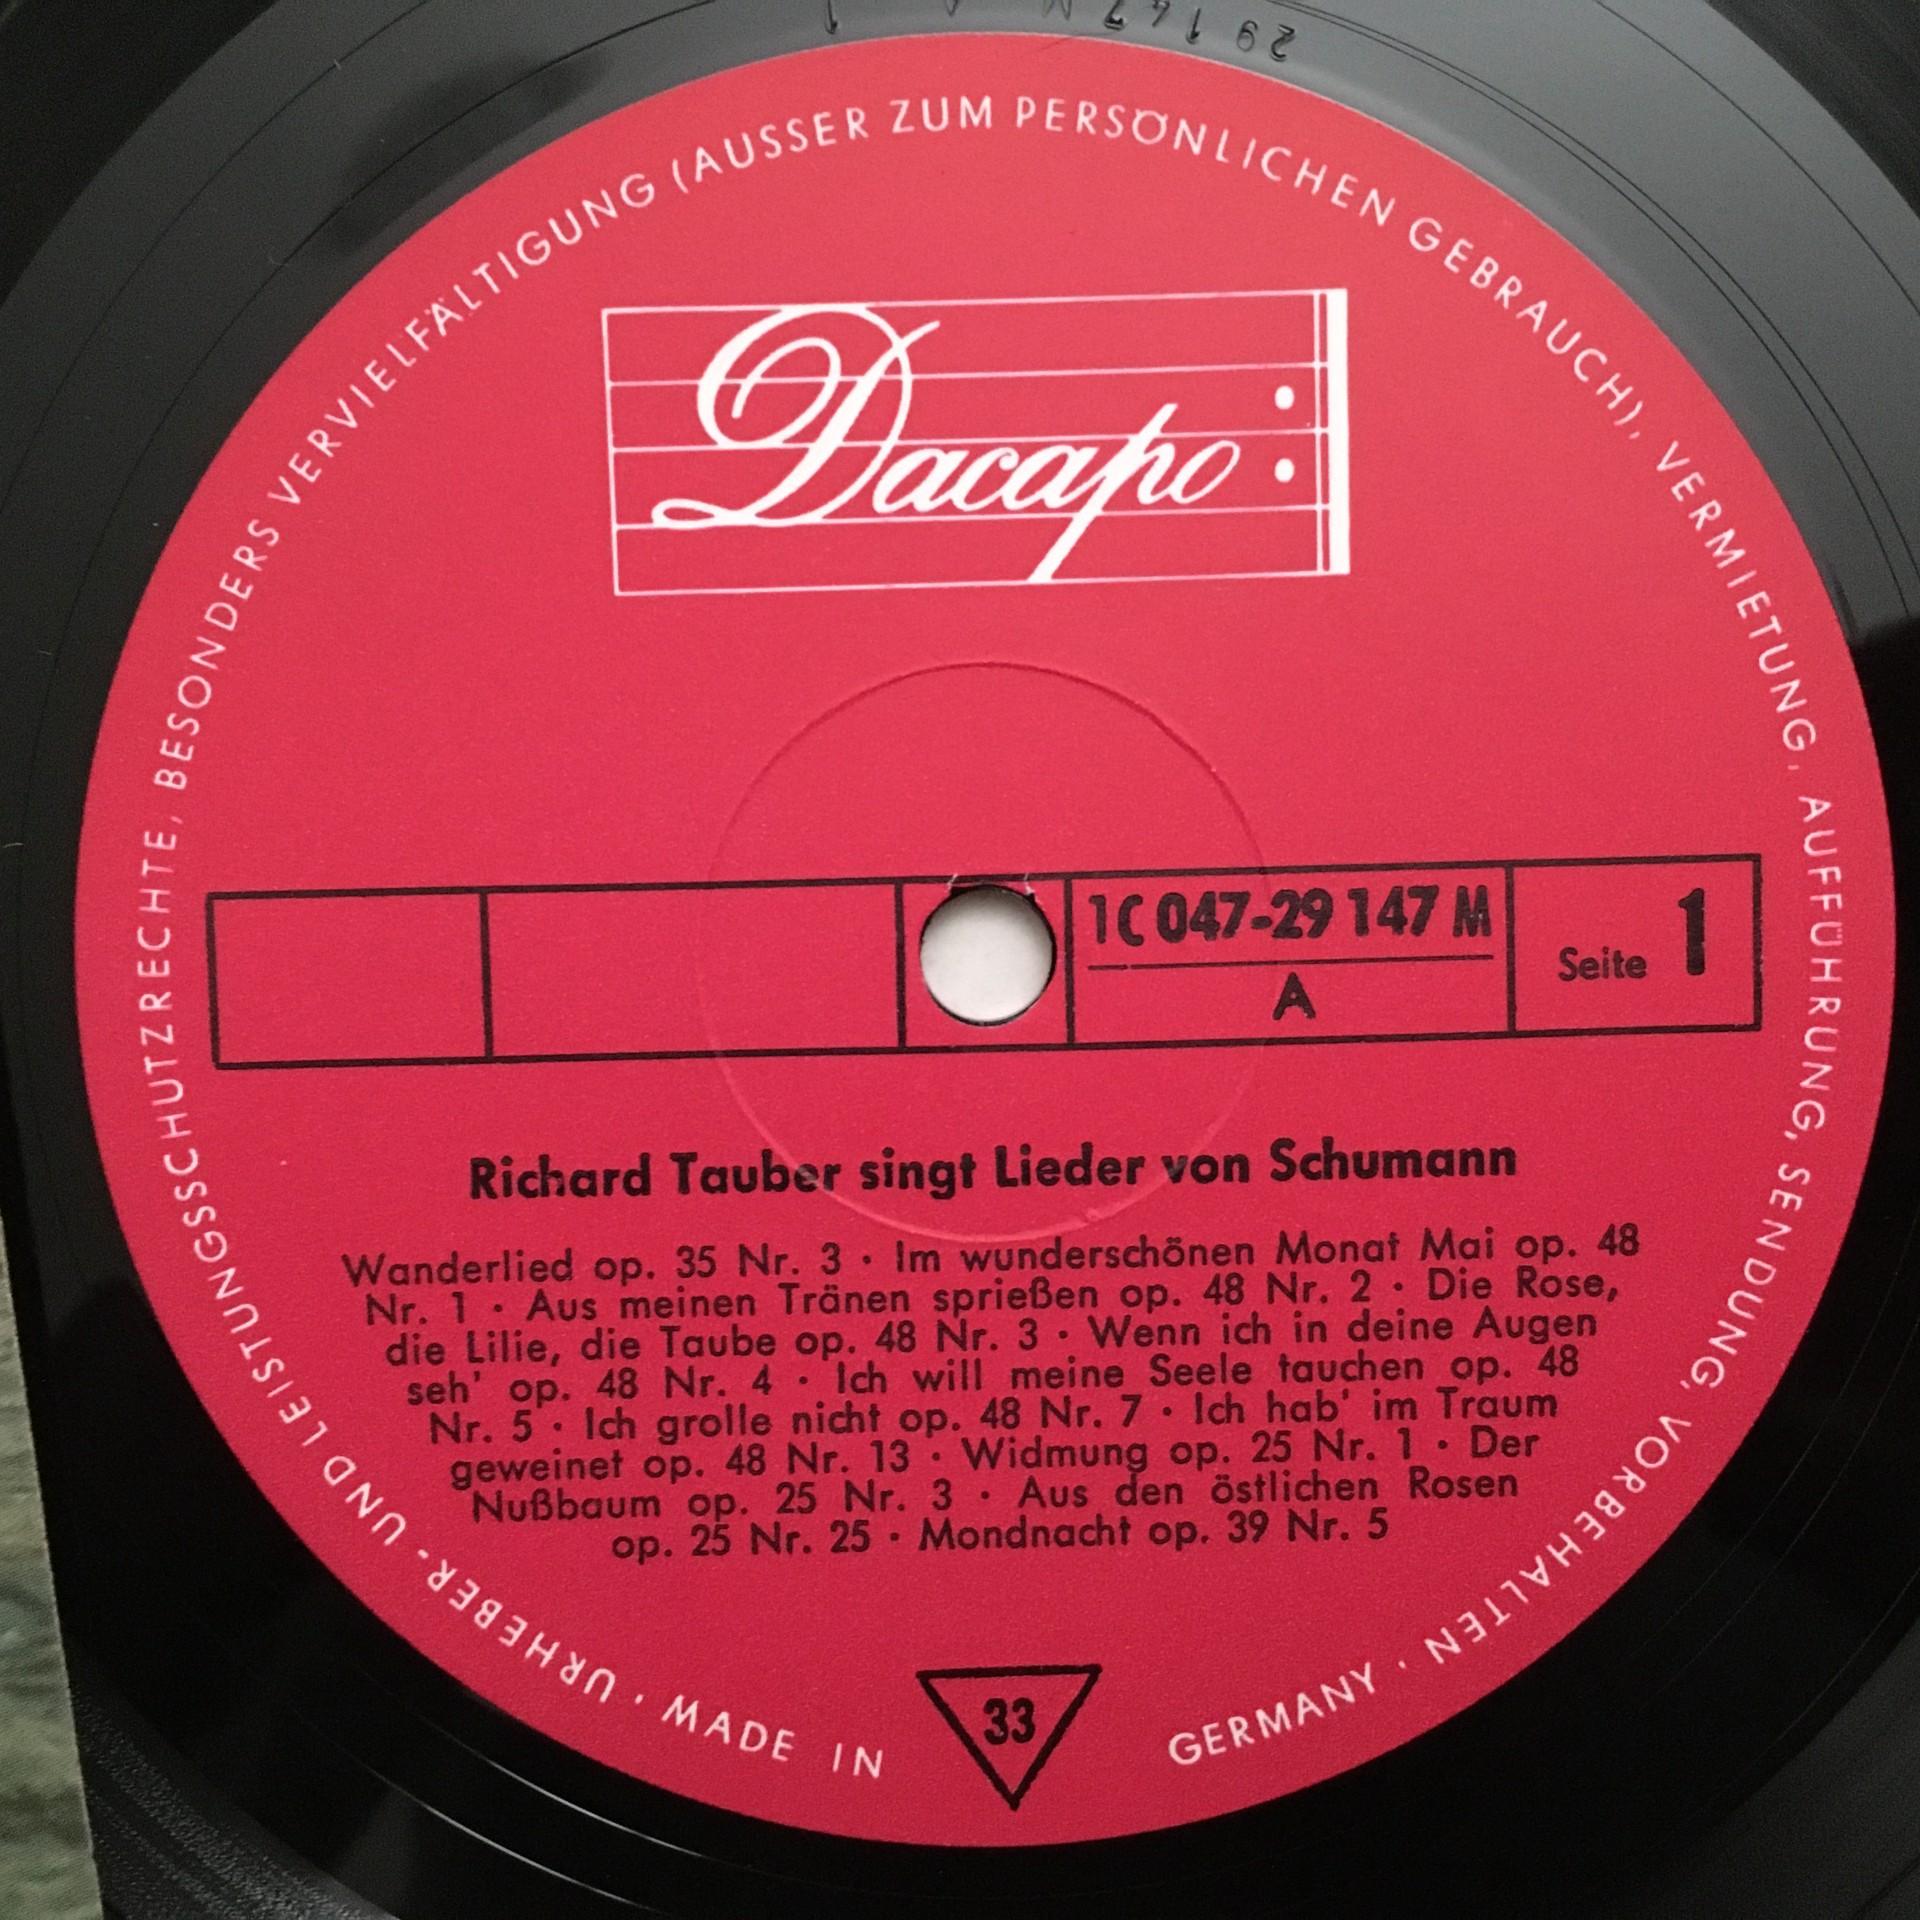 29 147 M A 1
URHEBER- UND LEISTUNGSSCHUTZRECHTE, BESONDERS VERVIELFÄLTIGUNG (AUSSER ZUM PERSÖNLICHEN GEBRAUCH), VERMIETUNG, AUFFÜHRUNG, SENDUNG, VORBEHALTEN ·
Dacapo
1C 047-29 147 M
A
Seite 1
Richard Tauber singt Lieder von Schumann
Wanderlied op. 35 Nr. 3 · Im wunderschönen Monat Mai op. 48
Nr. 1 · Aus meinen Tränen sprießen op. 48 Nr. 2 · Die Rose,
die Lilie, die Taube op. 48 Nr. 3 · Wenn ich in deine Augen
seh' op. 48 Nr. 4 · Ich will meine Seele tauchen op. 48
Nr. 5 · Ich grolle nicht op. 48 Nr. 7 · Ich hab' im Traum
geweinet op. 48 Nr. 13 · Widmung op. 25 Nr. 1 · Der
Nußbaum op. 25 Nr. 3 · Aus den östlichen Rosen
op. 25 Nr. 25 · Mondnacht op. 39 Nr. 5
33
· MADE IN GERMANY